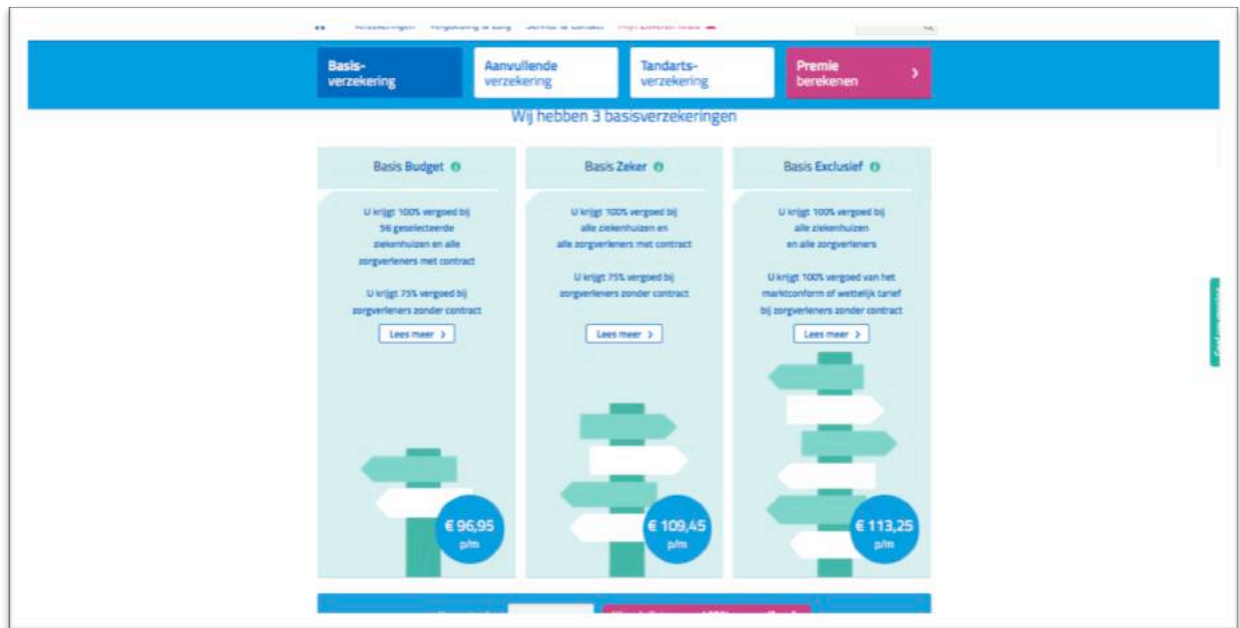 Basis-
verzekering
Aanvullende
verzekering
Tandarts-
verzekering
Premie
berekenen
Wij hebben 3 basisverzekeringen
Basis Budget
U krijgt 100% vergoed bij
56 geselecteerde
ziekenhuizen en alle
zorgverleners met contract
U krijgt 75% vergoed bij
zorgverleners zonder contract
Lees meer >
€ 96,95
p/m
Basis Zeker
U krijgt 100% vergoed bij
alle ziekenhuizen en
alle zorgverleners met contract
U krijgt 75% vergoed bij
zorgverleners zonder contract
Lees meer >
€ 109,45
p/m
Basis Exclusief
U krijgt 100% vergoed bij
alle ziekenhuizen
en alle zorgverleners
U krijgt 100% vergoed van het
marktconform of wettelijk tarief
bij zorgverleners zonder contract
Lees meer >
€ 113,25
p/m